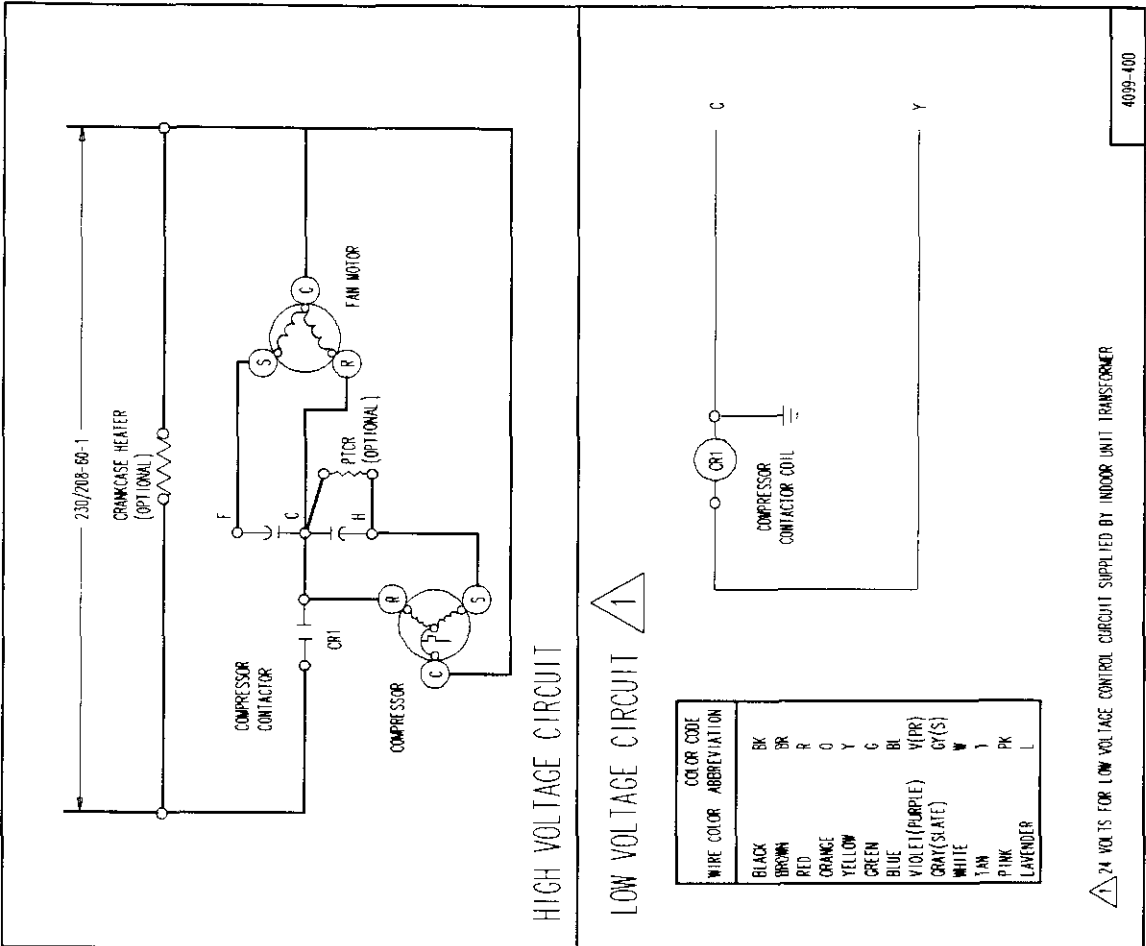 230/208-60-1
CRANKCASE HEATER
(OPTIONAL)
F
C
H
S
C
R
FAN MOTOR
PTCR
(OPTIONAL)
COMPRESSOR
CONTACTOR
CR1
COMPRESSOR
R
S
C
HIGH VOLTAGE CIRCUIT
LOW VOLTAGE CIRCUIT 1
CR1
COMPRESSOR
CONTACTOR COIL
C
Y
COLOR CODE
WIRE COLOR ABBREVIATION
BLACK BK
BROWN BR
RED R
ORANGE O
YELLOW Y
GREEN G
BLUE BL
VIOLET(PURPLE) V(PR)
GRAY(SLATE) GY(S)
WHITE W
TAN T
PINK PK
LAVENDER L
1 24 VOLTS FOR LOW VOLTAGE CONTROL CURCUIT SUPPLIED BY INDOOR UNIT TRANSFORMER
4099-400